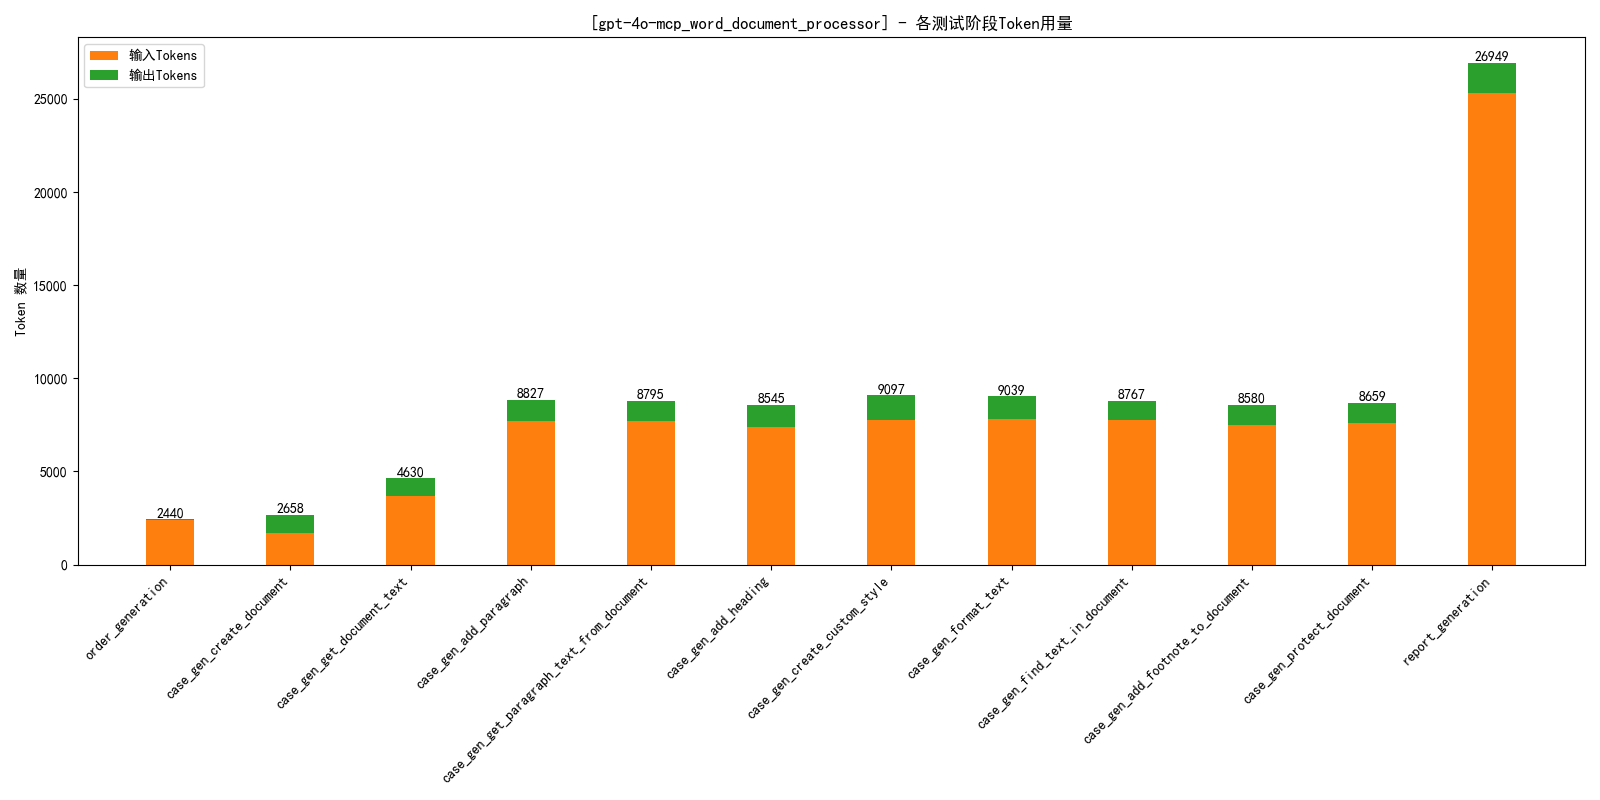 [gpt-4o-mcp_word_document_processor] - 各测试阶段Token用量
输入Tokens
输出Tokens
Token 数量
25000
20000
15000
10000
5000
0
2440
2658
4630
8827
8795
8545
9097
9039
8767
8580
8659
26949
order_generation
case_gen_create_document
case_gen_get_document_text
case_gen_add_paragraph
case_gen_get_paragraph_text_from_document
case_gen_add_heading
case_gen_create_custom_style
case_gen_format_text
case_gen_find_text_in_document
case_gen_add_footnote_to_document
case_gen_protect_document
report_generation